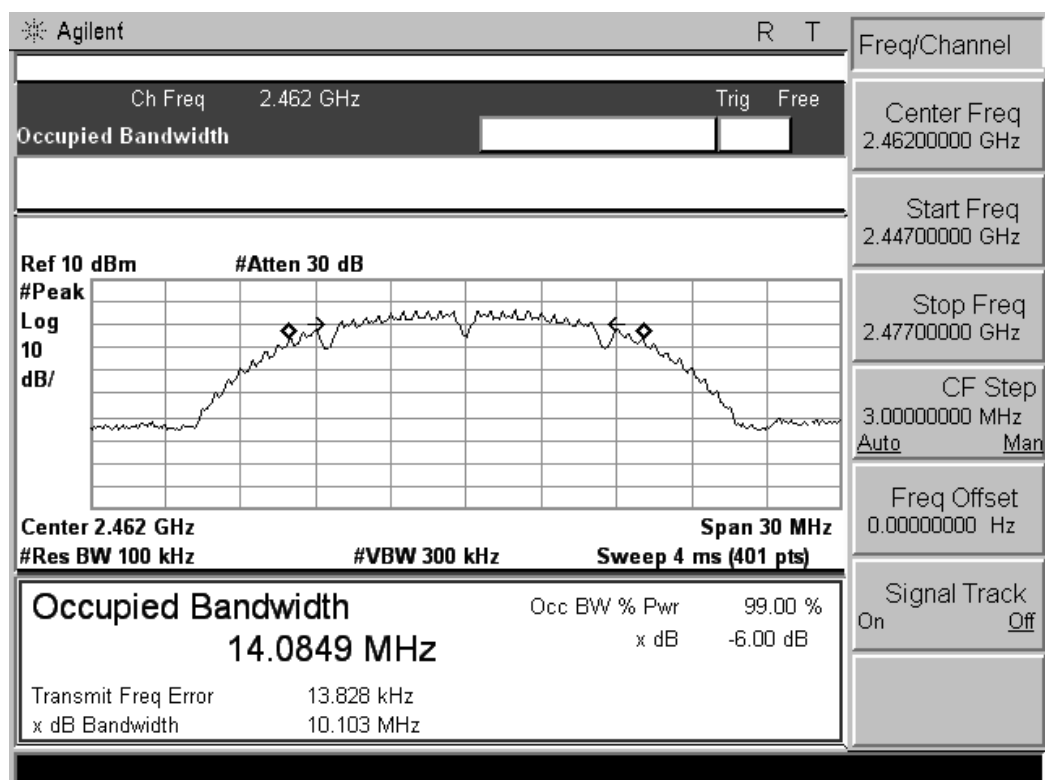 Agilent R T
Freq/Channel
Ch Freq 2.462 GHz Trig Free
Occupied Bandwidth
Center Freq
2.46200000 GHz
Start Freq
2.44700000 GHz
Stop Freq
2.47700000 GHz
CF Step
3.00000000 MHz
Auto Man
Freq Offset
0.00000000 Hz
Signal Track
On Off
Ref 10 dBm #Atten 30 dB
#Peak
Log
10
dB/
Center 2.462 GHz Span 30 MHz
#Res BW 100 kHz #VBW 300 kHz Sweep 4 ms (401 pts)
Occupied Bandwidth Occ BW % Pwr 99.00 %
14.0849 MHz x dB -6.00 dB
Transmit Freq Error 13.828 kHz
x dB Bandwidth 10.103 MHz